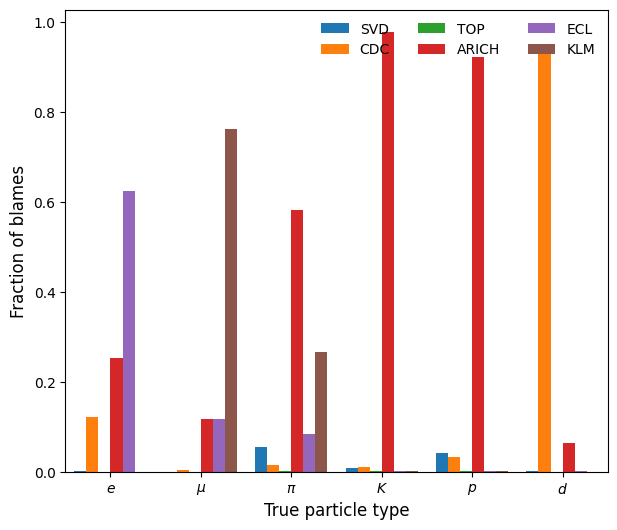 SVD TOP ECL
CDC ARICH KLM
1.0
0.8
0.6
0.4
0.2
0.0
Fraction of blames
e μ π K p d
True particle type